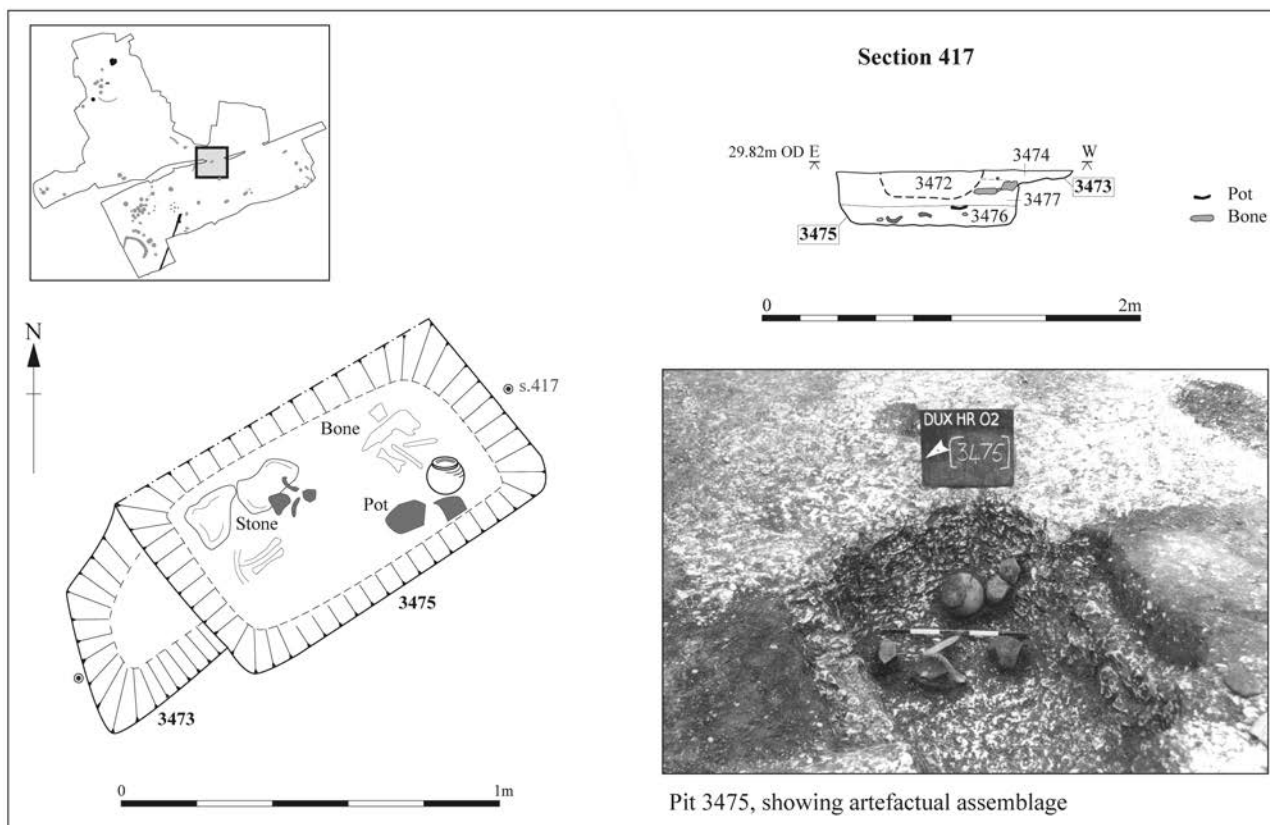 Section 417
29.82m OD E
W
3474
3472
3473
3477
3476
3475
Pot
Bone
0 2m
N
s.417
Bone
Stone
Pot
3475
3473
0 1m
DUX HR 02
[3475]
Pit 3475, showing artefactual assemblage